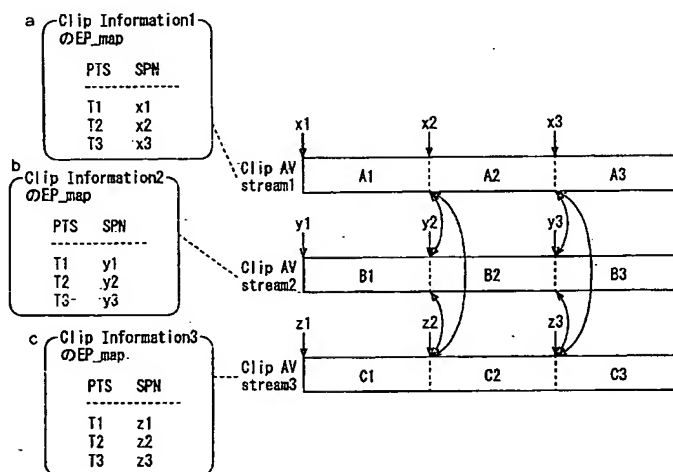 a
Clip Information1
のEP_map
PTS SPN
T1 x1
T2 x2
T3 x3
b
Clip Information2
のEP_map
PTS SPN
T1 y1
T2 y2
T3 y3
c
Clip Information3
のEP_map
PTS SPN
T1 z1
T2 z2
T3 z3
x1 x2 x3
Clip AV
stream1
A1 A2 A3
y1 y2 y3
Clip AV
stream2
B1 B2 B3
z1 z2 z3
Clip AV
stream3
C1 C2 C3